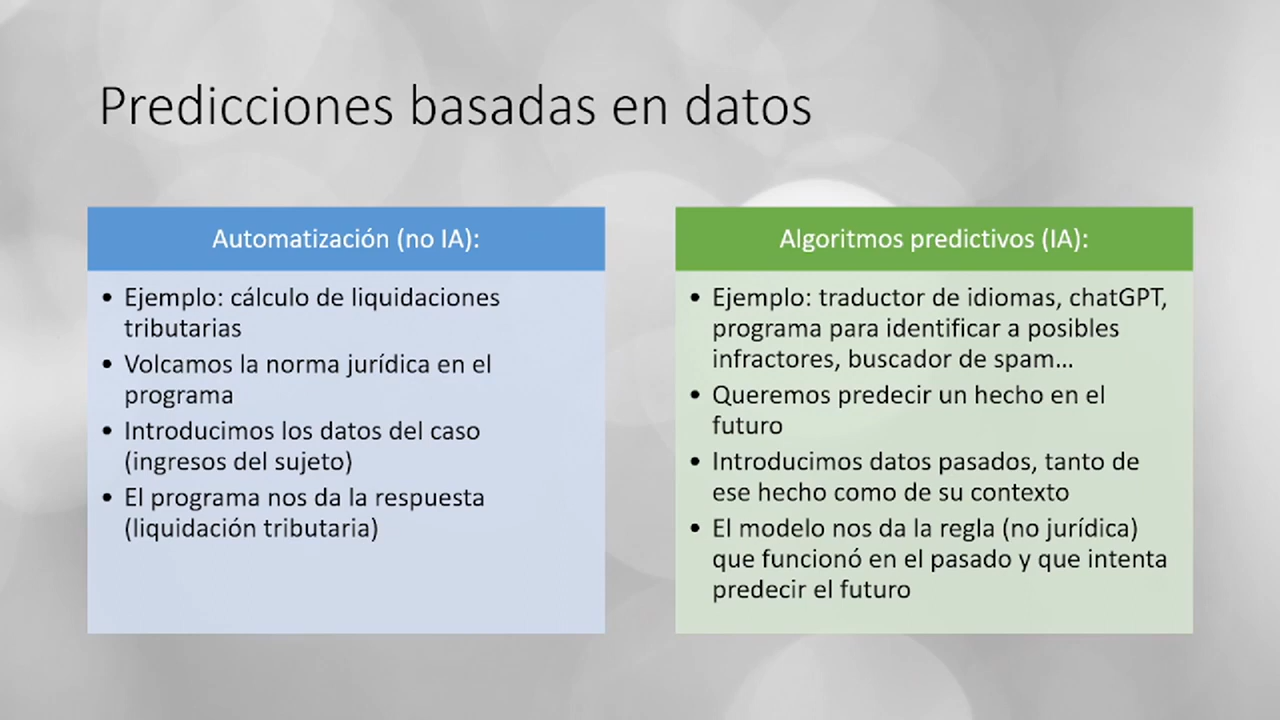 Predicciones basadas en datos
Automatización (no IA):
• Ejemplo: cálculo de liquidaciones
tributarias
• Volcamos la norma jurídica en el
programa
• Introducimos los datos del caso
(ingresos del sujeto)
• El programa nos da la respuesta
(liquidación tributaria)
Algoritmos predictivos (IA):
• Ejemplo: traductor de idiomas, chatGPT,
programa para identificar a posibles
infractores, buscador de spam...
• Queremos predecir un hecho en el
futuro
• Introducimos datos pasados, tanto de
ese hecho como de su contexto
• El modelo nos da la regla (no jurídica)
que funcionó en el pasado y que intenta
predecir el futuro